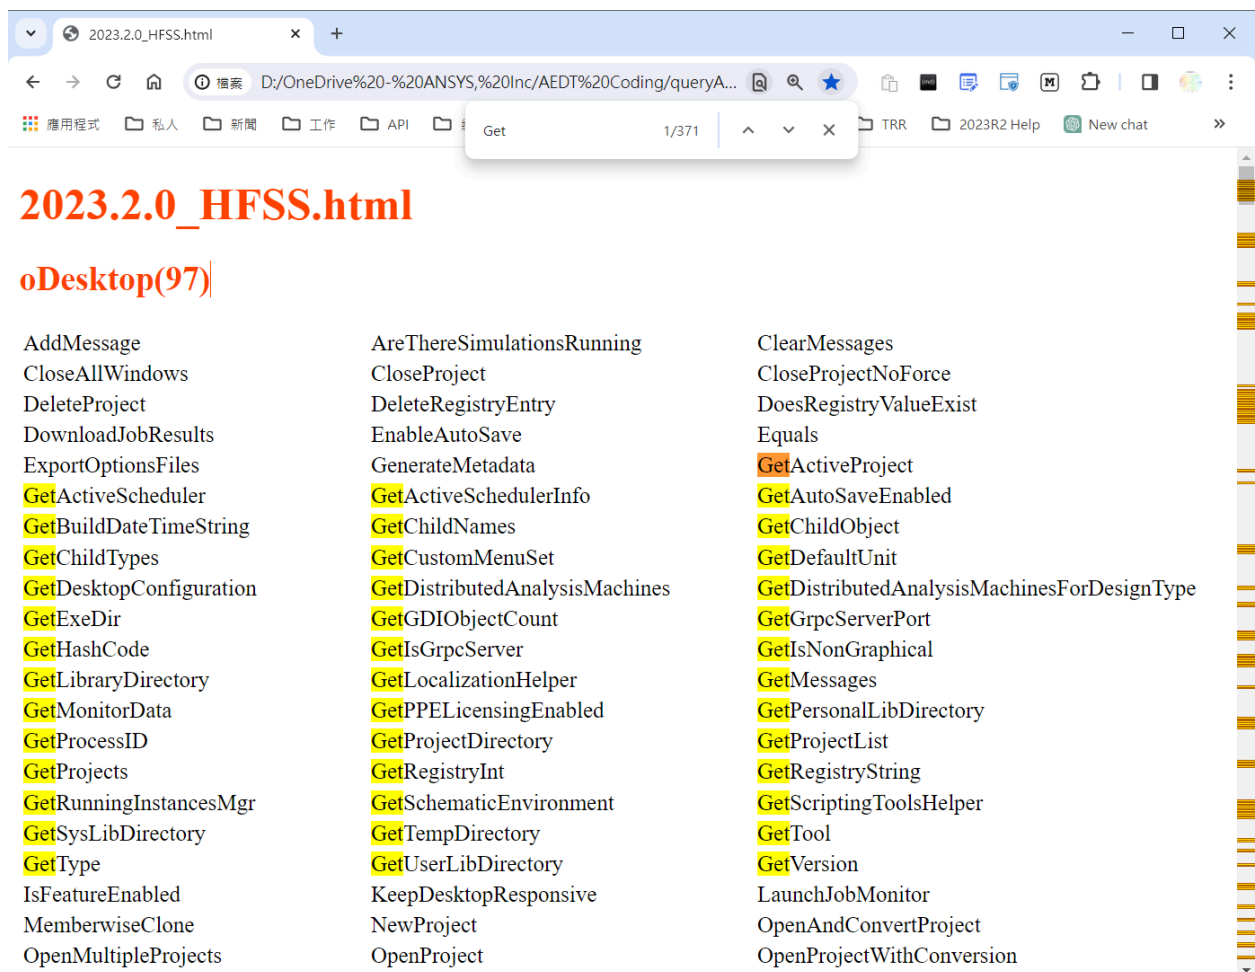 2023.2.0_HFSS.html
檔案 D:/OneDrive%20-%20ANSYS,%20Inc/AEDT%20Coding/queryA...
應用程式 私人 新聞 工作 API TRR 2023R2 Help New chat »
Get 1/371
2023.2.0_HFSS.html
oDesktop(97)
AddMessage AreThereSimulationsRunning ClearMessages
CloseAllWindows CloseProject CloseProjectNoForce
DeleteProject DeleteRegistryEntry DoesRegistryValueExist
DownloadJobResults EnableAutoSave Equals
ExportOptionsFiles GenerateMetadata GetActiveProject
GetActiveScheduler GetActiveSchedulerInfo GetAutoSaveEnabled
GetBuildDateTimeString GetChildNames GetChildObject
GetChildTypes GetCustomMenuSet GetDefaultUnit
GetDesktopConfiguration GetDistributedAnalysisMachines GetDistributedAnalysisMachinesForDesignType
GetExeDir GetGDIObjectCount GetGrpcServerPort
GetHashCode GetIsGrpcServer GetIsNonGraphical
GetLibraryDirectory GetLocalizationHelper GetMessages
GetMonitorData GetPPELicensingEnabled GetPersonalLibDirectory
GetProcessID GetProjectDirectory GetProjectList
GetProjects GetRegistryInt GetRegistryString
GetRunningInstancesMgr GetSchematicEnvironment GetScriptingToolsHelper
GetSysLibDirectory GetTempDirectory GetTool
GetType GetUserLibDirectory GetVersion
IsFeatureEnabled KeepDesktopResponsive LaunchJobMonitor
MemberwiseClone NewProject OpenAndConvertProject
OpenMultipleProjects OpenProject OpenProjectWithConversion